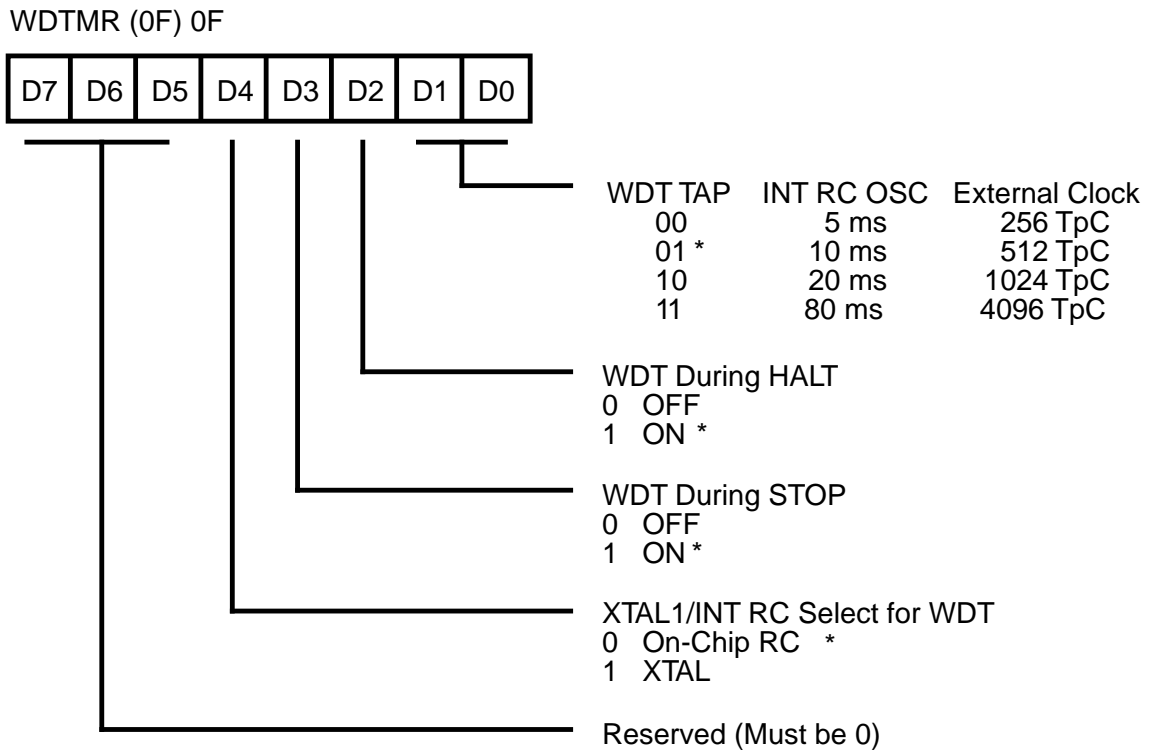 WDTMR (0F) 0F
D7 D6 D5 D4 D3 D2 D1 D0
WDT TAP INT RC OSC External Clock
00 5 ms 256 TpC
01 * 10 ms 512 TpC
10 20 ms 1024 TpC
11 80 ms 4096 TpC
WDT During HALT
0 OFF
1 ON *
WDT During STOP
0 OFF
1 ON *
XTAL1/INT RC Select for WDT
0 On-Chip RC *
1 XTAL
Reserved (Must be 0)